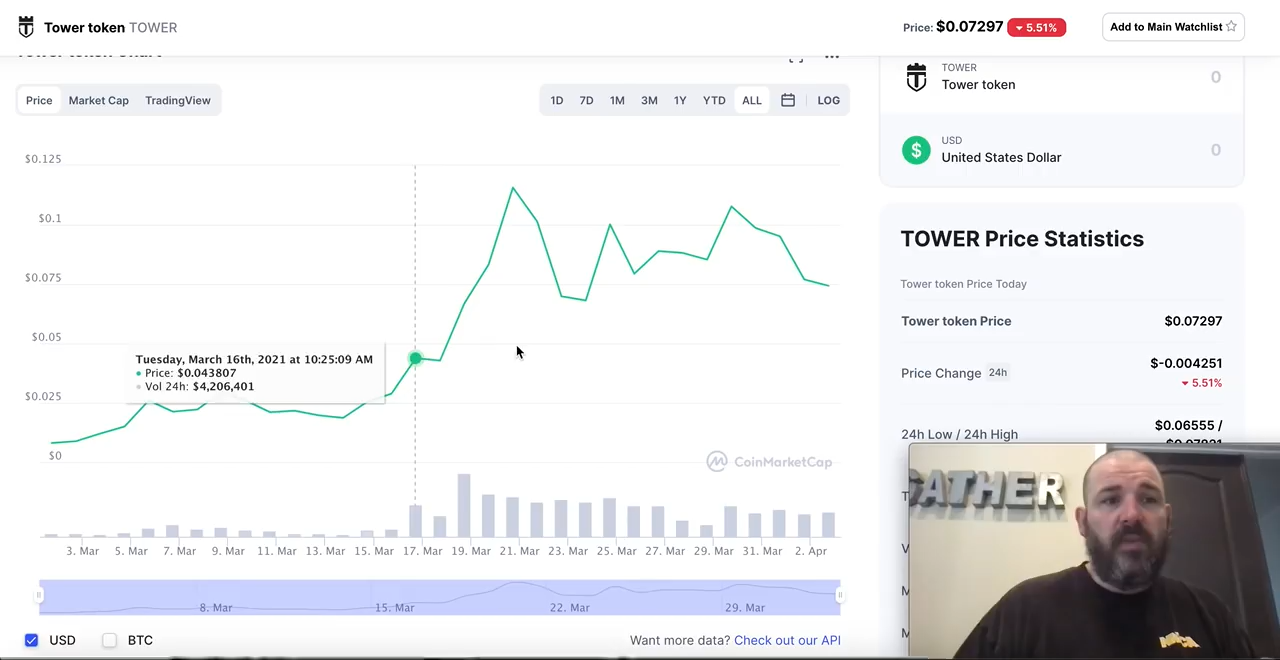 Tower token TOWER
Price: $0.07297 5.51%
Add to Main Watchlist
Price Market Cap TradingView
1D 7D 1M 3M 1Y YTD ALL LOG
TOWER
Tower token
0
USD
United States Dollar
0
$0.125
$0.1
$0.075
$0.05
$0.025
$0
Tuesday, March 16th, 2021 at 10:25:09 AM
Price: $0.043807
Vol 24h: $4,206,401
CoinMarketCap
3. Mar 5. Mar 7. Mar 9. Mar 11. Mar 13. Mar 15. Mar 17. Mar 19. Mar 21. Mar 23. Mar 25. Mar 27. Mar 29. Mar 31. Mar 2. Apr
8. Mar 15. Mar 22. Mar 29. Mar
USD BTC
Want more data? Check out our API
TOWER Price Statistics
Tower token Price Today
Tower token Price $0.07297
Price Change 24h $-0.004251
5.51%
24h Low / 24h High $0.06555 /
GATHER